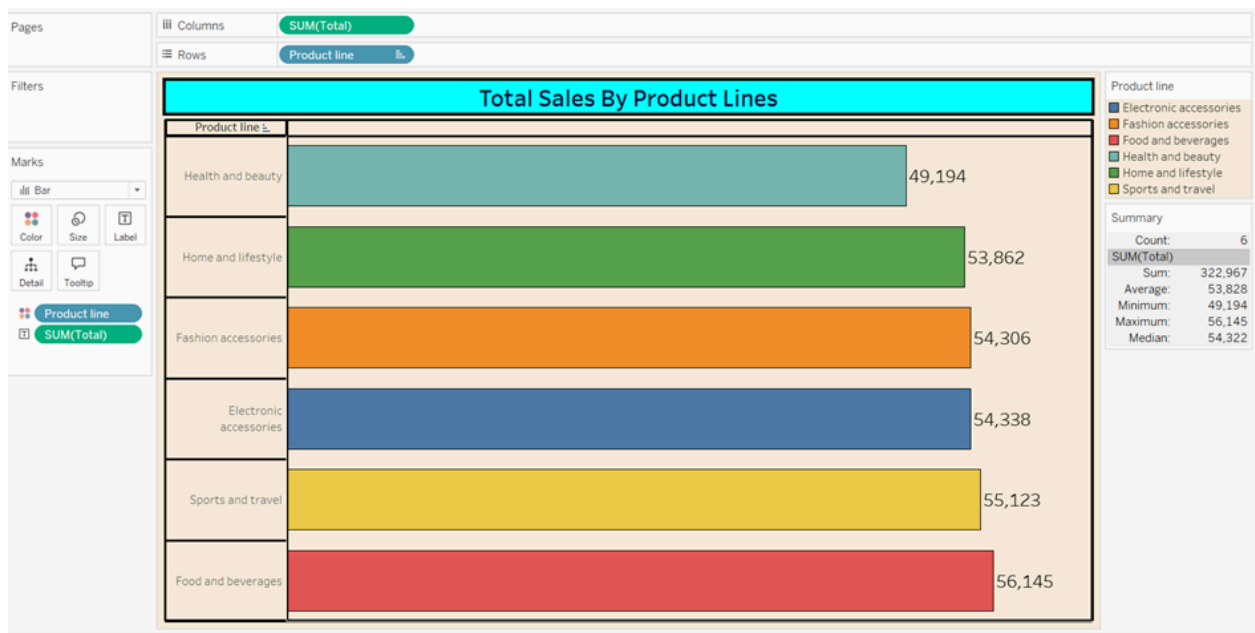 Pages
Columns
SUM(Total)
Rows
Product line
Filters
Marks
Bar
Color
Size
Label
Detail
Tooltip
Product line
SUM(Total)
Total Sales By Product Lines
Product line
Health and beauty
49,194
Home and lifestyle
53,862
Fashion accessories
54,306
Electronic
accessories
54,338
Sports and travel
55,123
Food and beverages
56,145
Product line
Electronic accessories
Fashion accessories
Food and beverages
Health and beauty
Home and lifestyle
Sports and travel
Summary
Count: 6
SUM(Total)
Sum: 322,967
Average: 53,828
Minimum: 49,194
Maximum: 56,145
Median: 54,322